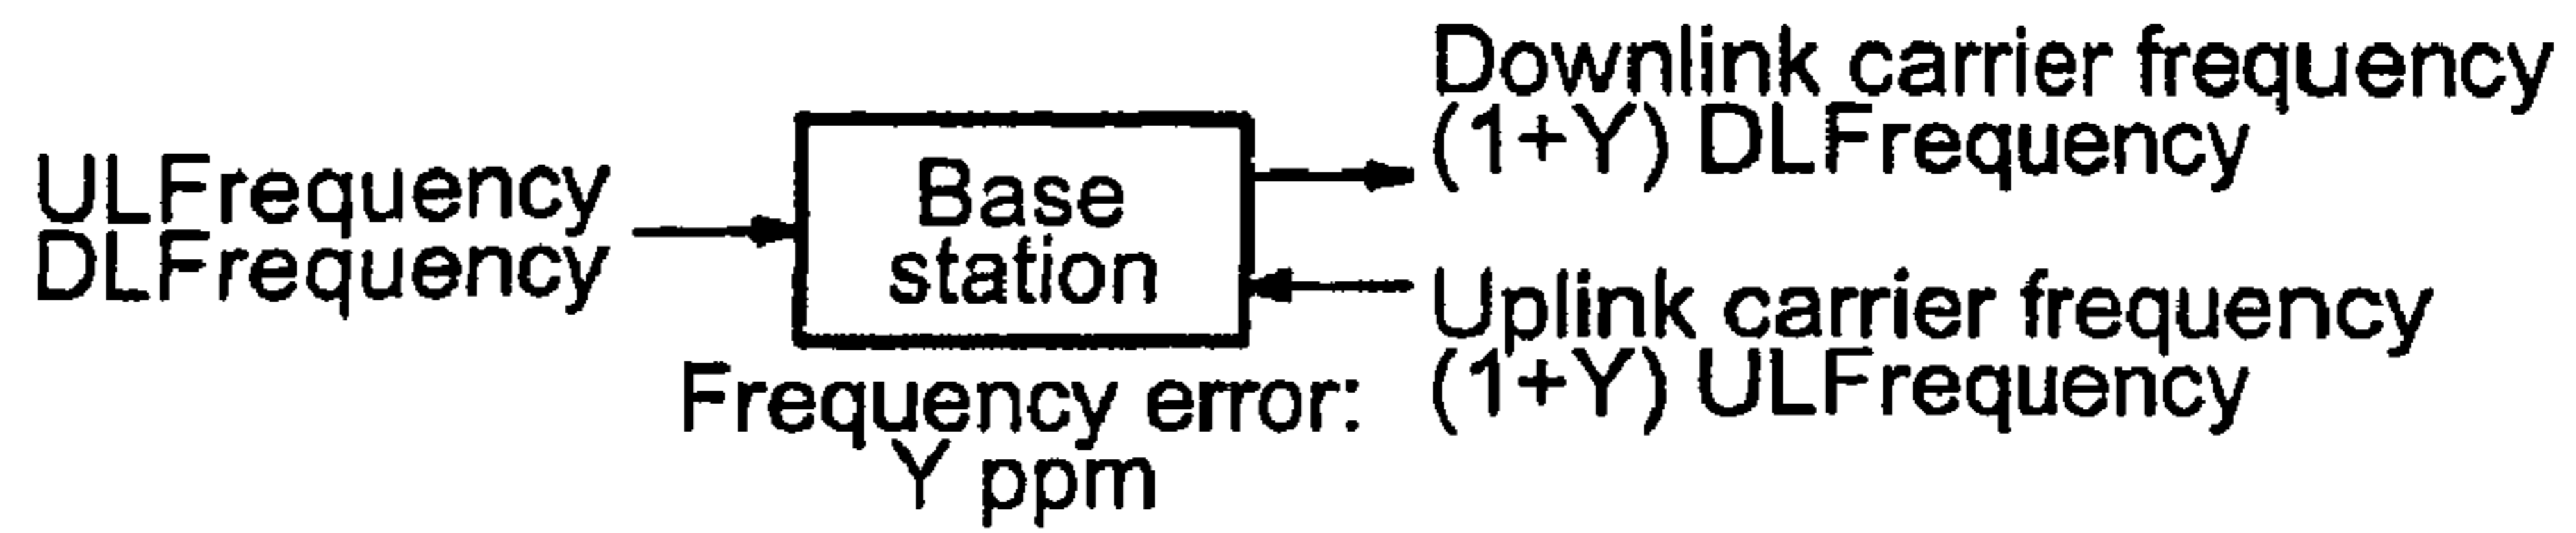 ULFrequency
DLFrequency
Base
station
Frequency error:
Y ppm
Downlink carrier frequency
(1+Y) DLFrequency
Uplink carrier frequency
(1+Y) ULFrequency